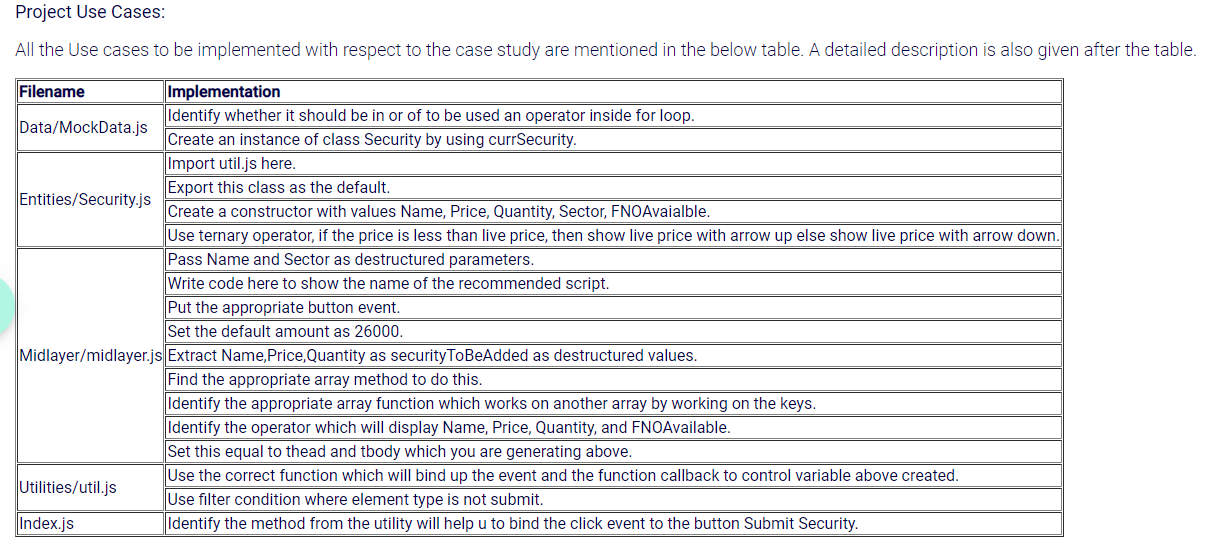 Project Use Cases:
All the Use cases to be implemented with respect to the case study are mentioned in the below table. A detailed description is also given after the table.
Filename Implementation
Data/MockData.js
Identify whether it should be in or of to be used an operator inside for loop.
Create an instance of class Security by using currSecurity.
Entities/Security.js
Import util.js here.
Export this class as the default.
Create a constructor with values Name, Price, Quantity, Sector, FNOAvaialble.
Use ternary operator, if the price is less than live price, then show live price with arrow up else show live price with arrow down.
Midlayer/midlayer.js
Pass Name and Sector as destructured parameters.
Write code here to show the name of the recommended script.
Put the appropriate button event.
Set the default amount as 26000.
Extract Name,Price,Quantity as securityToBeAdded as destructured values.
Find the appropriate array method to do this.
Identify the appropriate array function which works on another array by working on the keys.
Identify the operator which will display Name, Price, Quantity, and FNOAvailable.
Set this equal to thead and tbody which you are generating above.
Utilities/util.js
Use the correct function which will bind up the event and the function callback to control variable above created.
Use filter condition where element type is not submit.
Index.js
Identify the method from the utility will help u to bind the click event to the button Submit Security.